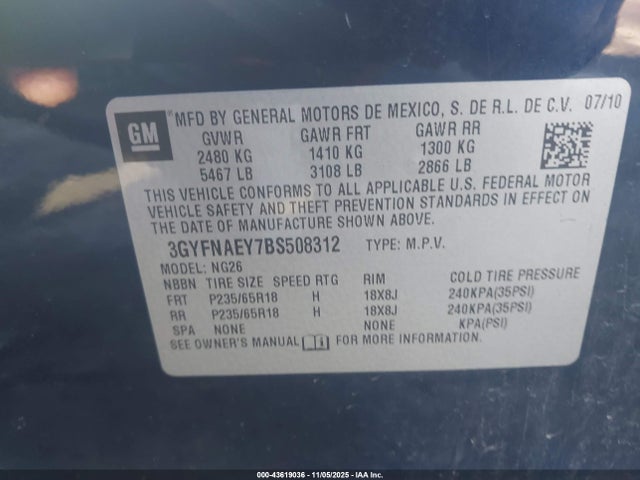 MFD BY GENERAL MOTORS DE MEXICO, S. DE R.L. DE C.V. 07/10
GM
GVWR GAWR FRT GAWR RR
2480 KG 1410 KG 1300 KG
5467 LB 3108 LB 2866 LB
THIS VEHICLE CONFORMS TO ALL APPLICABLE U.S. FEDERAL MOTOR
VEHICLE SAFETY AND THEFT PREVENTION STANDARDS IN EFFECT ON
THE DATE OF MANUFACTURE SHOWN ABOVE.
3GYFNAEY7BS508312 TYPE: M.P.V.
MODEL: NG26
NBBN TIRE SIZE SPEED RTG RIM COLD TIRE PRESSURE
FRT P235/65R18 H 18X8J 240KPA(35PSI)
RR P235/65R18 H 18X8J 240KPA(35PSI)
SPA NONE NONE KPA(PSI)
SEE OWNER'S MANUAL FOR MORE INFORMATION.
000-43619036 - 11/05/2025 - IAA Inc.